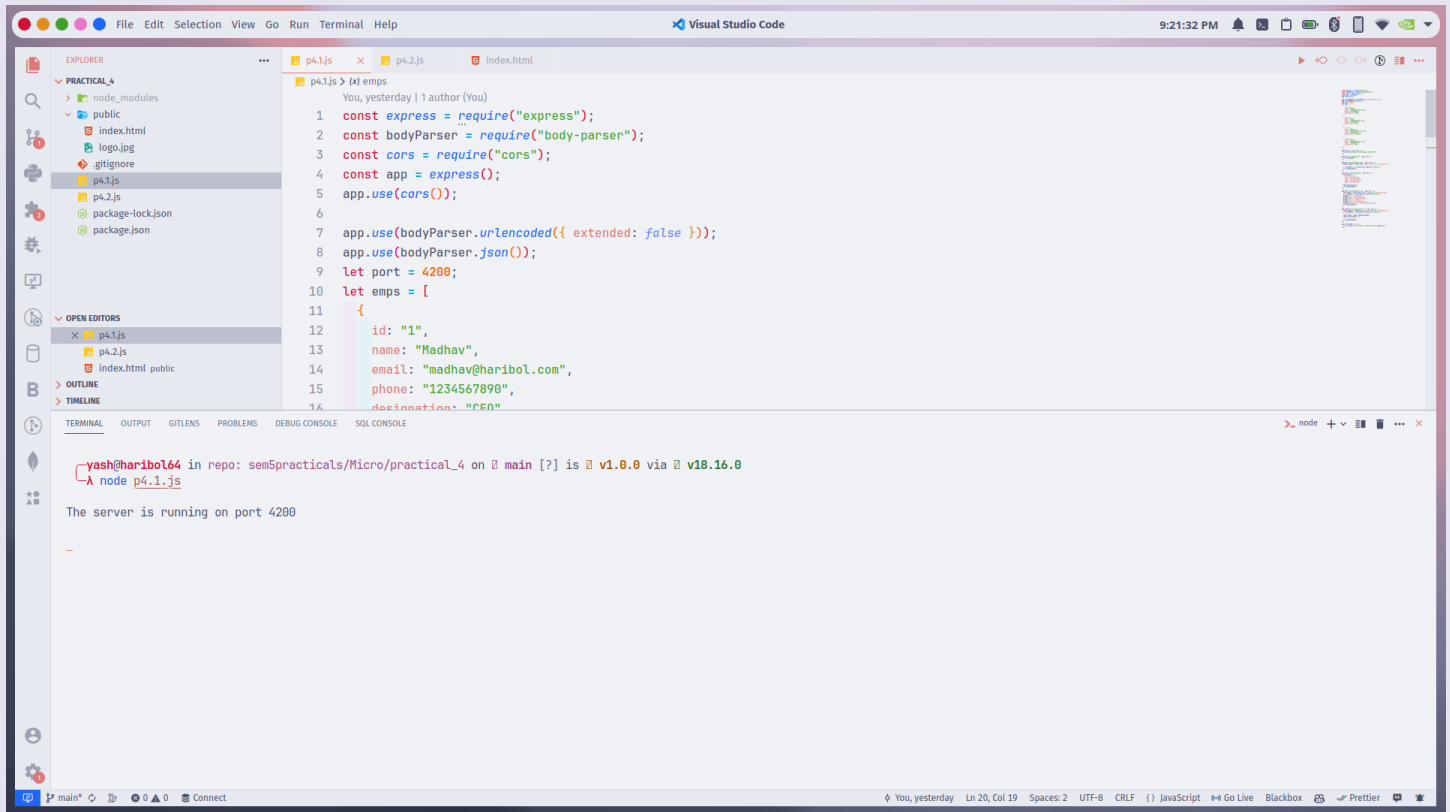 File Edit Selection View Go Run Terminal Help
Visual Studio Code
9:21:32 PM
EXPLORER
PRACTICAL_4
node_modules
public
index.html
logo.jpg
.gitignore
p4.1.js
p4.2.js
package-lock.json
package.json
OPEN EDITORS
p4.1.js
p4.2.js
index.html public
OUTLINE
TIMELINE
1
3
1
p4.1.js
p4.2.js
index.html
p4.1.js > (x) emps
You, yesterday | 1 author (You)
1 const express = require("express");
2 const bodyParser = require("body-parser");
3 const cors = require("cors");
4 const app = express();
5 app.use(cors());
6
7 app.use(bodyParser.urlencoded({ extended: false }));
8 app.use(bodyParser.json());
9 let port = 4200;
10 let emps = [
11 {
12 id: "1",
13 name: "Madhav",
14 email: "madhav@haribol.com",
15 phone: "1234567890",
16 designation: "CEO"
TERMINAL OUTPUT GITLENS PROBLEMS DEBUG CONSOLE SQL CONSOLE
node
yash@haribol64 in repo: sem5practicals/Micro/practical_4 on main [?] is v1.0.0 via v18.16.0
λ node p4.1.js
The server is running on port 4200
main* 0 0 Connect
You, yesterday Ln 20, Col 19 Spaces: 2 UTF-8 CRLF {} JavaScript Go Live Blackbox Prettier